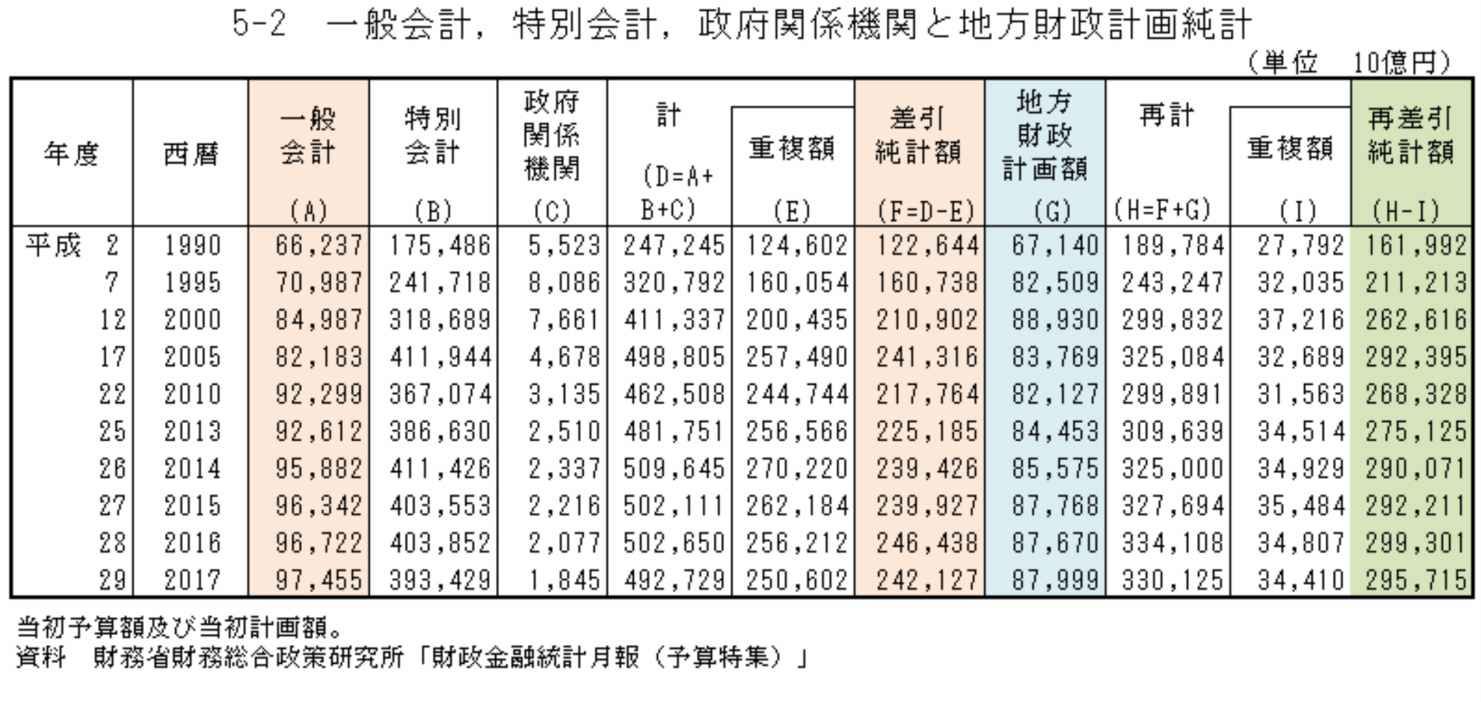 5-2 一般会計，特別会計，政府関係機関と地方財政計画純計
（単位 10億円）
年度 西暦 一般会計 (A) 特別会計 (B) 政府関係機関 (C) 計 (D=A+B+C) 重複額 (E) 差引純計額 (F=D-E) 地方財政計画額 (G) 再計 (H=F+G) 重複額 (I) 再差引純計額 (H-I)
平成 2 1990 66,237 175,486 5,523 247,245 124,602 122,644 67,140 189,784 27,792 161,992
7 1995 70,987 241,718 8,086 320,792 160,054 160,738 82,509 243,247 32,035 211,213
12 2000 84,987 318,689 7,661 411,337 200,435 210,902 88,930 299,832 37,216 262,616
17 2005 82,183 411,944 4,678 498,805 257,490 241,316 83,769 325,084 32,689 292,395
22 2010 92,299 367,074 3,135 462,508 244,744 217,764 82,127 299,891 31,563 268,328
25 2013 92,612 386,630 2,510 481,751 256,566 225,185 84,453 309,639 34,514 275,125
26 2014 95,882 411,426 2,337 509,645 270,220 239,426 85,575 325,000 34,929 290,071
27 2015 96,342 403,553 2,216 502,111 262,184 239,927 87,768 327,694 35,484 292,211
28 2016 96,722 403,852 2,077 502,650 256,212 246,438 87,670 334,108 34,807 299,301
29 2017 97,455 393,429 1,845 492,729 250,602 242,127 87,999 330,125 34,410 295,715
当初予算額及び当初計画額。
資料 財務省財務総合政策研究所「財政金融統計月報（予算特集）」